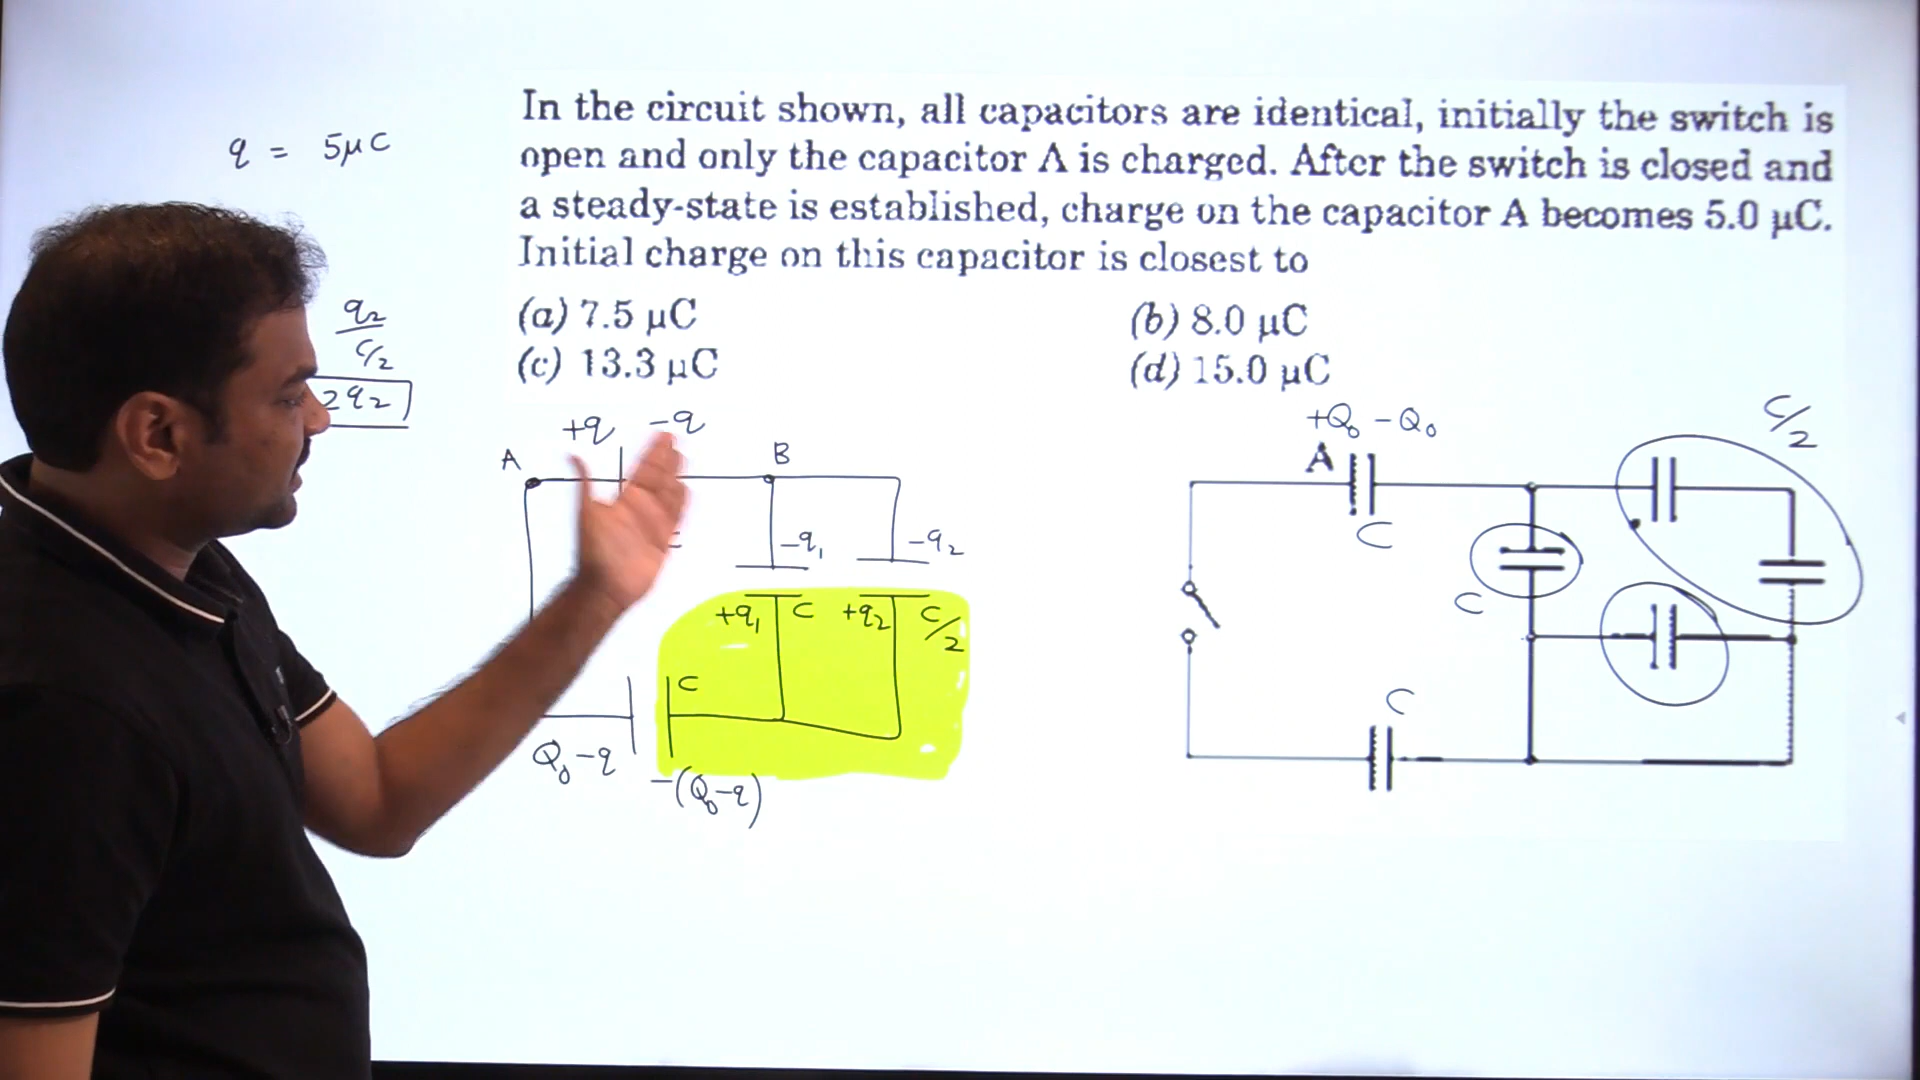 In the circuit shown, all capacitors are identical, initially the switch is
open and only the capacitor A is charged. After the switch is closed and
a steady-state is established, charge on the capacitor A becomes 5.0 μC.
Initial charge on this capacitor is closest to
(a) 7.5 μC
(b) 8.0 μC
(c) 13.3 μC
(d) 15.0 μC
q = 5μC
q₂
C/2
2q₂
+q -q
A
B
-q₁
-q₂
+q₁
C
+q₂
C/2
C
Q₀-q
-(Q₀-q)
+Q₀ -Q₀
A
C
C/2
C
C